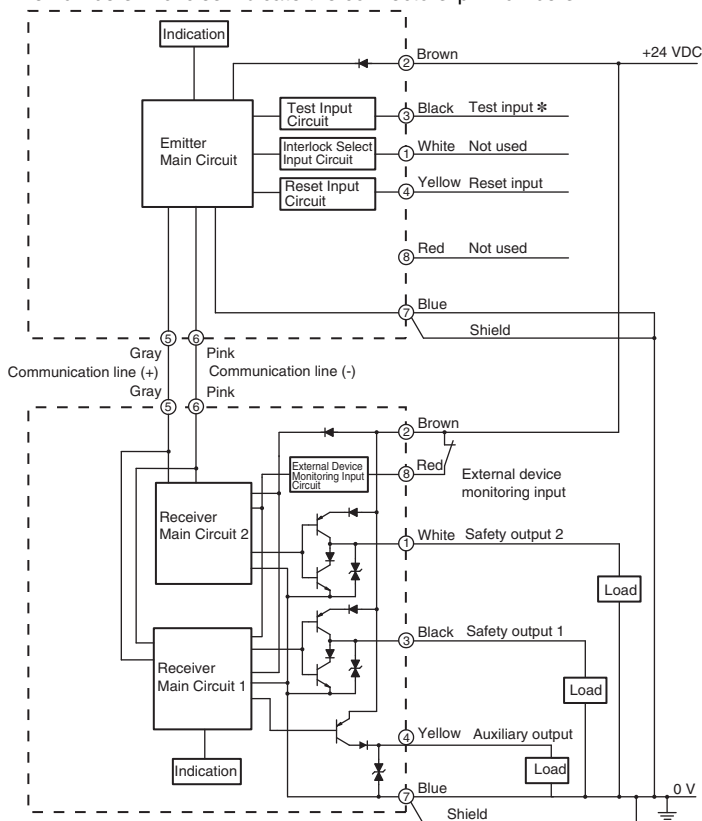 Indication
② Brown
+24 VDC
Emitter
Main Circuit
Test Input
Circuit
③ Black Test input *
Interlock Select
Input Circuit
① White Not used
Reset Input
Circuit
④ Yellow Reset input
⑧ Red Not used
⑦ Blue
Shield
⑤ ⑥
Gray Pink
Communication line (+) Communication line (-)
Gray Pink
⑤ ⑥
② Brown
External Device
Monitoring Input
Circuit
⑧ Red
External device
monitoring input
Receiver
Main Circuit 2
① White Safety output 2
Load
③ Black Safety output 1
Receiver
Main Circuit 1
Load
④ Yellow Auxiliary output
Indication
Load
⑦ Blue
0 V
Shield